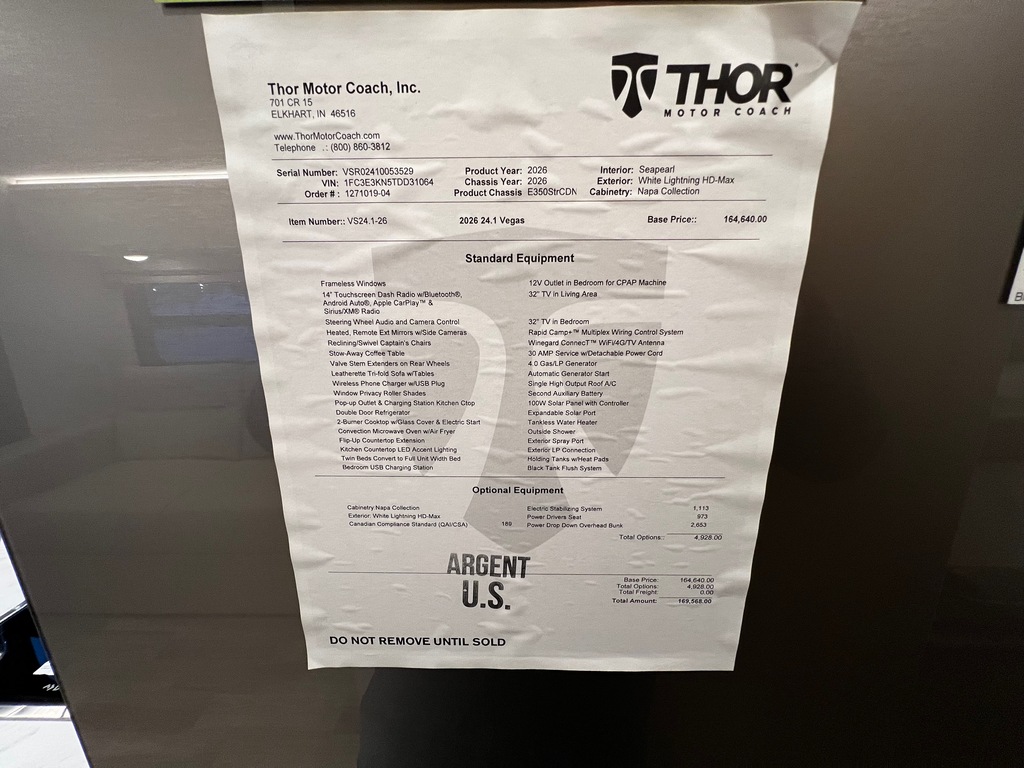 THOR
MOTOR COACH
Thor Motor Coach, Inc.
701 CR 15
ELKHART, IN 46516
www.ThorMotorCoach.com
Telephone .: (800) 860-3812
Serial Number: VSR02410053529 Product Year: 2026 Interior: Seapearl
VIN: 1FC3E3KN5TDD31064 Chassis Year: 2026 Exterior: White Lightning HD-Max
Order # : 1271019-04 Product Chassis E350StrCDN Cabinetry: Napa Collection
Item Number:: VS24.1-26 2026 24.1 Vegas Base Price:: 164,640.00
Standard Equipment
Frameless Windows 12V Outlet in Bedroom for CPAP Machine
14" Touchscreen Dash Radio w/Bluetooth®, 32" TV in Living Area
Android Auto®, Apple CarPlay™ &
Sirius/XM® Radio
Steering Wheel Audio and Camera Control 32" TV in Bedroom
Heated, Remote Ext Mirrors w/Side Cameras Rapid Camp+™ Multiplex Wiring Control System
Reclining/Swivel Captain's Chairs Winegard ConnecT™ WiFi/4G/TV Antenna
Stow-Away Coffee Table 30 AMP Service w/Detachable Power Cord
Valve Stem Extenders on Rear Wheels 4.0 Gas/LP Generator
Leatherette Tri-fold Sofa w/Tables Automatic Generator Start
Wireless Phone Charger w/USB Plug Single High Output Roof A/C
Window Privacy Roller Shades Second Auxiliary Battery
Pop-up Outlet & Charging Station Kitchen Ctop 100W Solar Panel with Controller
Double Door Refrigerator Expandable Solar Port
2-Burner Cooktop w/Glass Cover & Electric Start Tankless Water Heater
Convection Microwave Oven w/Air Fryer Outside Shower
Flip-Up Countertop Extension Exterior Spray Port
Kitchen Countertop LED Accent Lighting Exterior LP Connection
Twin Beds Convert to Full Unit Width Bed Holding Tanks w/Heat Pads
Bedroom USB Charging Station Black Tank Flush System
Optional Equipment
Cabinetry Napa Collection Electric Stabilizing System 1,113
Exterior: White Lightning HD-Max Power Drivers Seat 973
Canadian Compliance Standard (QAI/CSA) 189 Power Drop Down Overhead Bunk 2,653
Total Options:: 4,928.00
ARGENT
U.S.
Base Price: 164,640.00
Total Options: 4,928.00
Total Freight: 0.00
Total Amount: 169,568.00
DO NOT REMOVE UNTIL SOLD